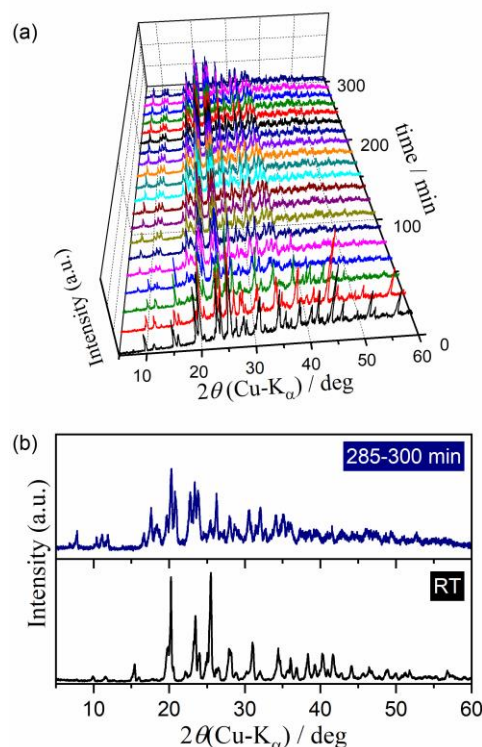 (a)
Intensity (a.u.)
10 20 30 40 50 60
2θ (Cu-Kα) / deg
0
100
200
300
time / min
(b)
285-300 min
RT
Intensity (a.u.)
10 20 30 40 50 60
2θ(Cu-Kα) / deg